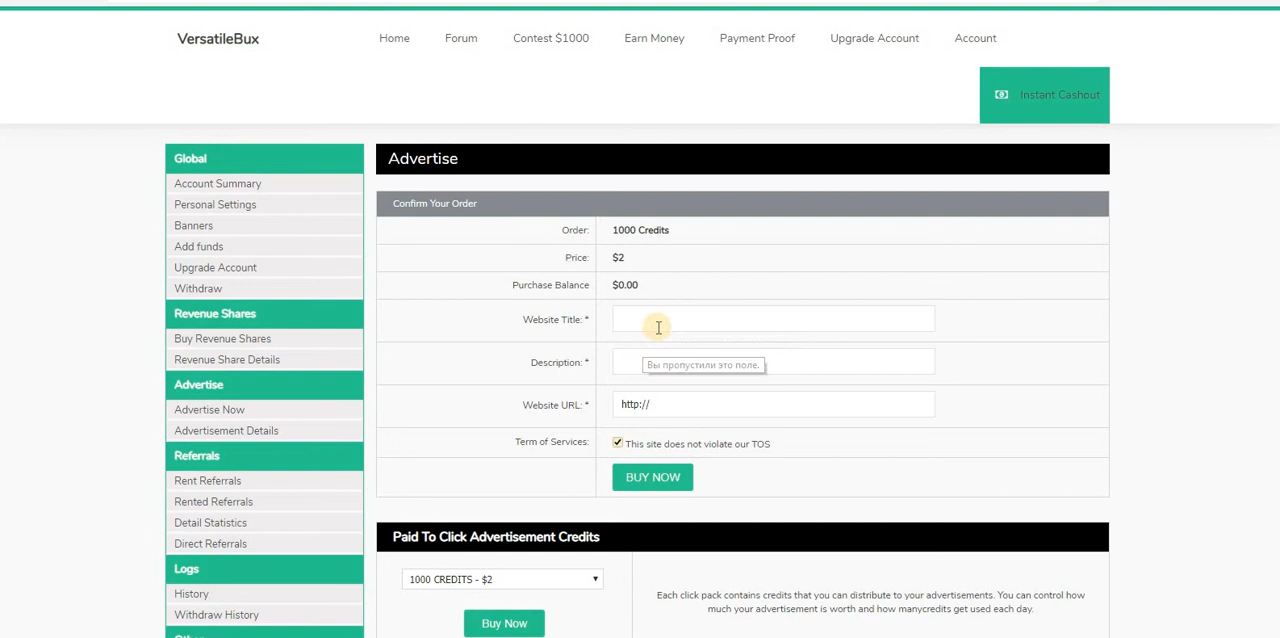 VersatileBux
Home
Forum
Contest $1000
Earn Money
Payment Proof
Upgrade Account
Account
Instant Cashout
Global
Account Summary
Personal Settings
Banners
Add funds
Upgrade Account
Withdraw
Revenue Shares
Buy Revenue Shares
Revenue Share Details
Advertise
Advertise Now
Advertisement Details
Referrals
Rent Referrals
Rented Referrals
Detail Statistics
Direct Referrals
Logs
History
Withdraw History
Advertise
Confirm Your Order
Order: 1000 Credits
Price: $2
Purchase Balance $0.00
Website Title: *
Description: *
Вы пропустили это поле.
Website URL: * http://
Term of Services: This site does not violate our TOS
BUY NOW
Paid To Click Advertisement Credits
1000 CREDITS - $2
Buy Now
Each click pack contains credits that you can distribute to your advertisements. You can control how
much your advertisement is worth and how manycredits get used each day.